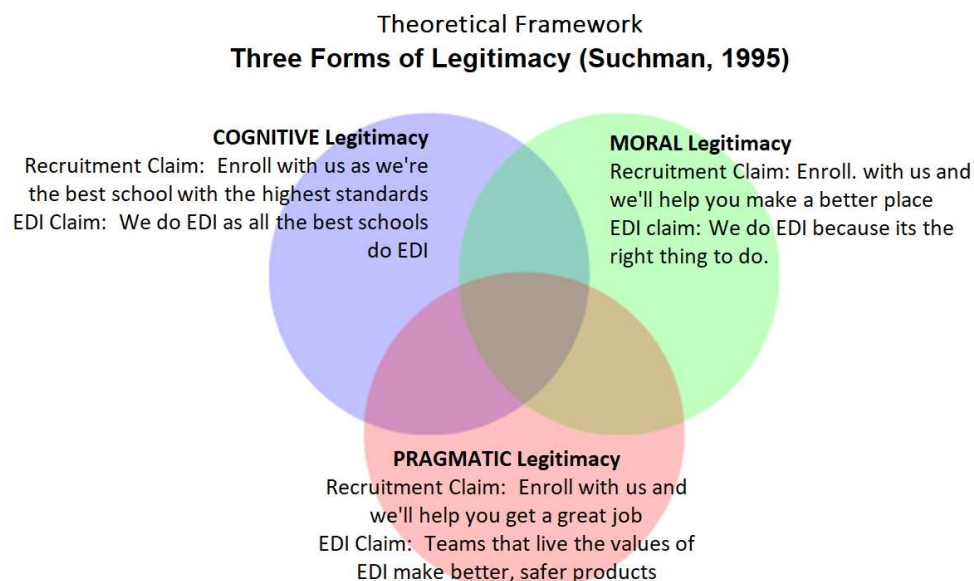 Theoretical Framework
Three Forms of Legitimacy (Suchman, 1995)
COGNITIVE Legitimacy
Recruitment Claim: Enroll with us as we're
the best school with the highest standards
EDI Claim: We do EDI as all the best schools
do EDI
MORAL Legitimacy
Recruitment Claim: Enroll. with us and
we'll help you make a better place
EDI claim: We do EDI because its the
right thing to do.
PRAGMATIC Legitimacy
Recruitment Claim: Enroll with us and
we'll help you get a great job
EDI Claim: Teams that live the values of
EDI make better, safer products